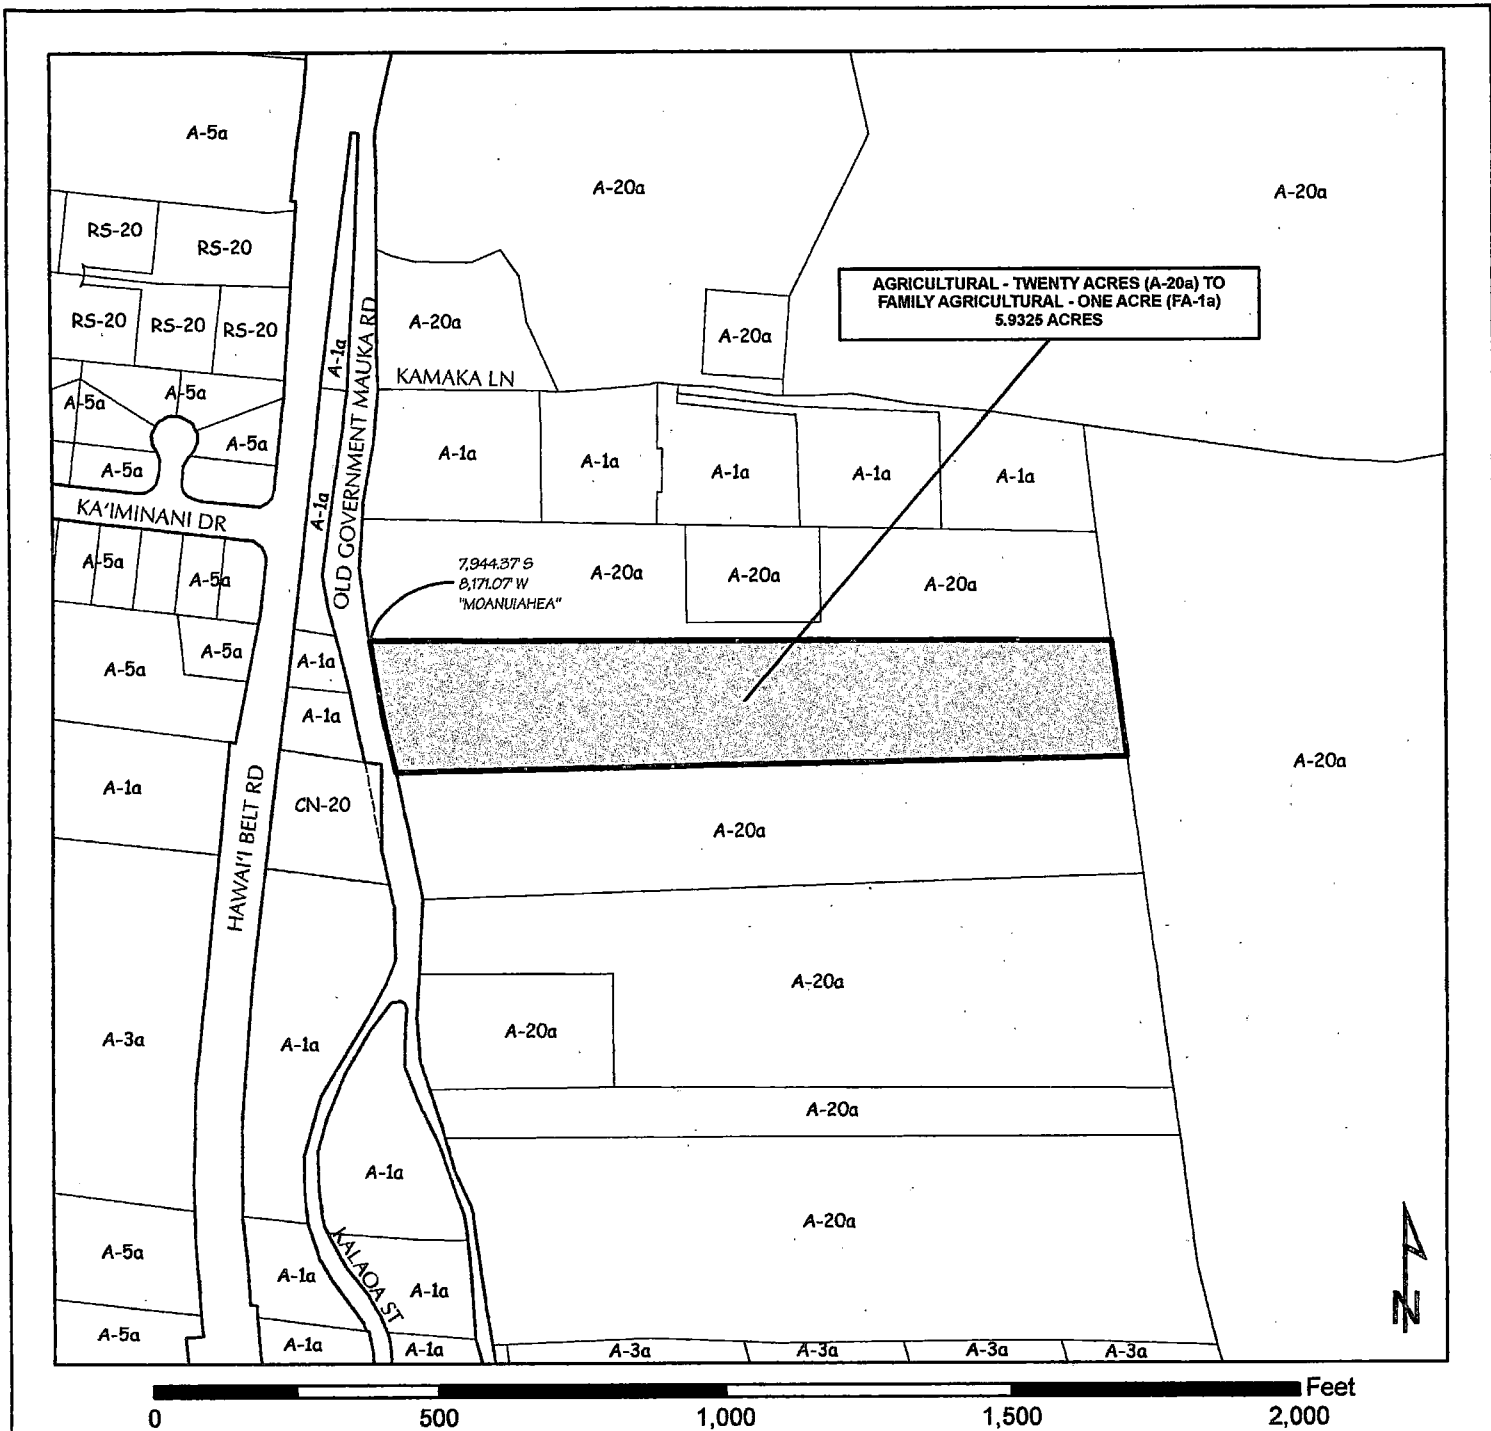 A-5a
A-20a
A-20a
RS-20
RS-20
AGRICULTURAL - TWENTY ACRES (A-20a) TO
FAMILY AGRICULTURAL - ONE ACRE (FA-1a)
5.9325 ACRES
RS-20
RS-20
RS-20
A-1a
OLD GOVERNMENT MAUKA RD
A-20a
A-20a
KAMAKA LN
A-5a
A-5a
A-5a
A-5a
A-1a
A-1a
A-1a
A-1a
A-1a
A-1a
KA'IMINANI DR
A-5a
A-5a
7,944.37' S
8,171.07' W
"MOANUIAHEA"
A-20a
A-20a
A-20a
A-5a
A-5a
A-1a
A-1a
A-1a
HAWAI'I BELT RD
CN-20
A-20a
A-20a
A-20a
A-20a
A-3a
A-1a
A-20a
A-1a
A-20a
A-5a
A-1a
KALAOA ST
A-1a
A-5a
A-1a
A-1a
A-3a
A-3a
A-3a
A-3a
N
Feet
0
500
1,000
1,500
2,000